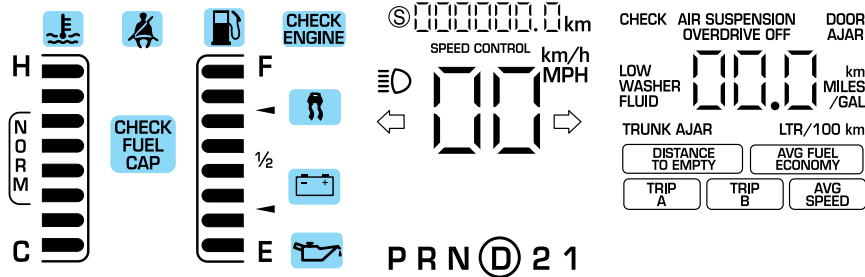 CHECK
ENGINE
H
F
NORM
CHECK
FUEL
CAP
1/2
- +
C
E
Ⓢ 000000.0 km
SPEED CONTROL
km/h
MPH
00
P R N D 2 1
CHECK AIR SUSPENSION
OVERDRIVE OFF
DOOR
AJAR
LOW
WASHER
FLUID
00.0
km
MILES
/GAL
TRUNK AJAR
LTR/100 km
DISTANCE
TO EMPTY
AVG FUEL
ECONOMY
TRIP
A
TRIP
B
AVG
SPEED